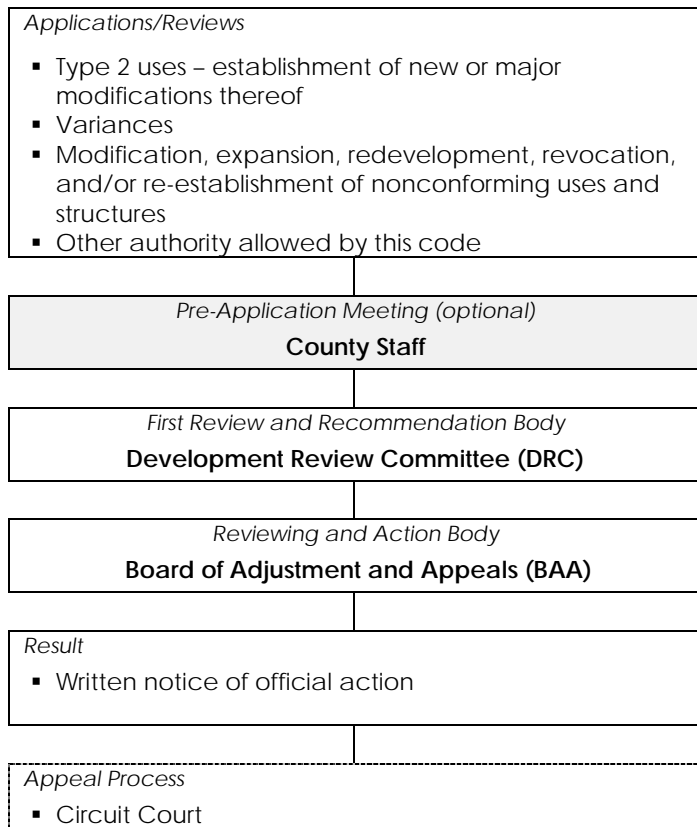 Applications/Reviews
▪ Type 2 uses – establishment of new or major
modifications thereof
▪ Variances
▪ Modification, expansion, redevelopment, revocation,
and/or re-establishment of nonconforming uses and
structures
▪ Other authority allowed by this code
Pre-Application Meeting (optional)
County Staff
First Review and Recommendation Body
Development Review Committee (DRC)
Reviewing and Action Body
Board of Adjustment and Appeals (BAA)
Result
▪ Written notice of official action
Appeal Process
▪ Circuit Court